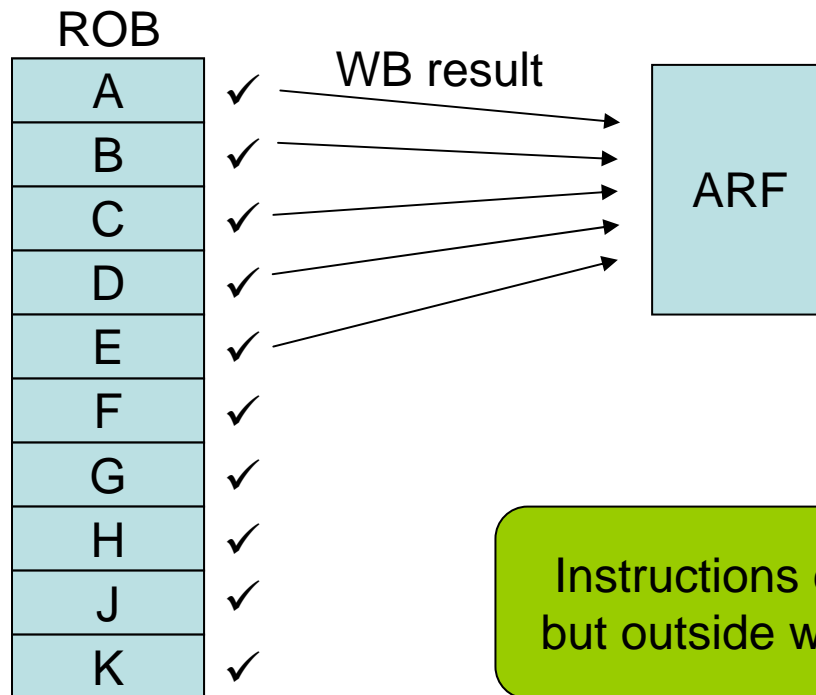 ROB
WB result
A ✓
B ✓
C ✓
D ✓
E ✓
F ✓
G ✓
H ✓
J ✓
K ✓
ARF
Instructions
but outside